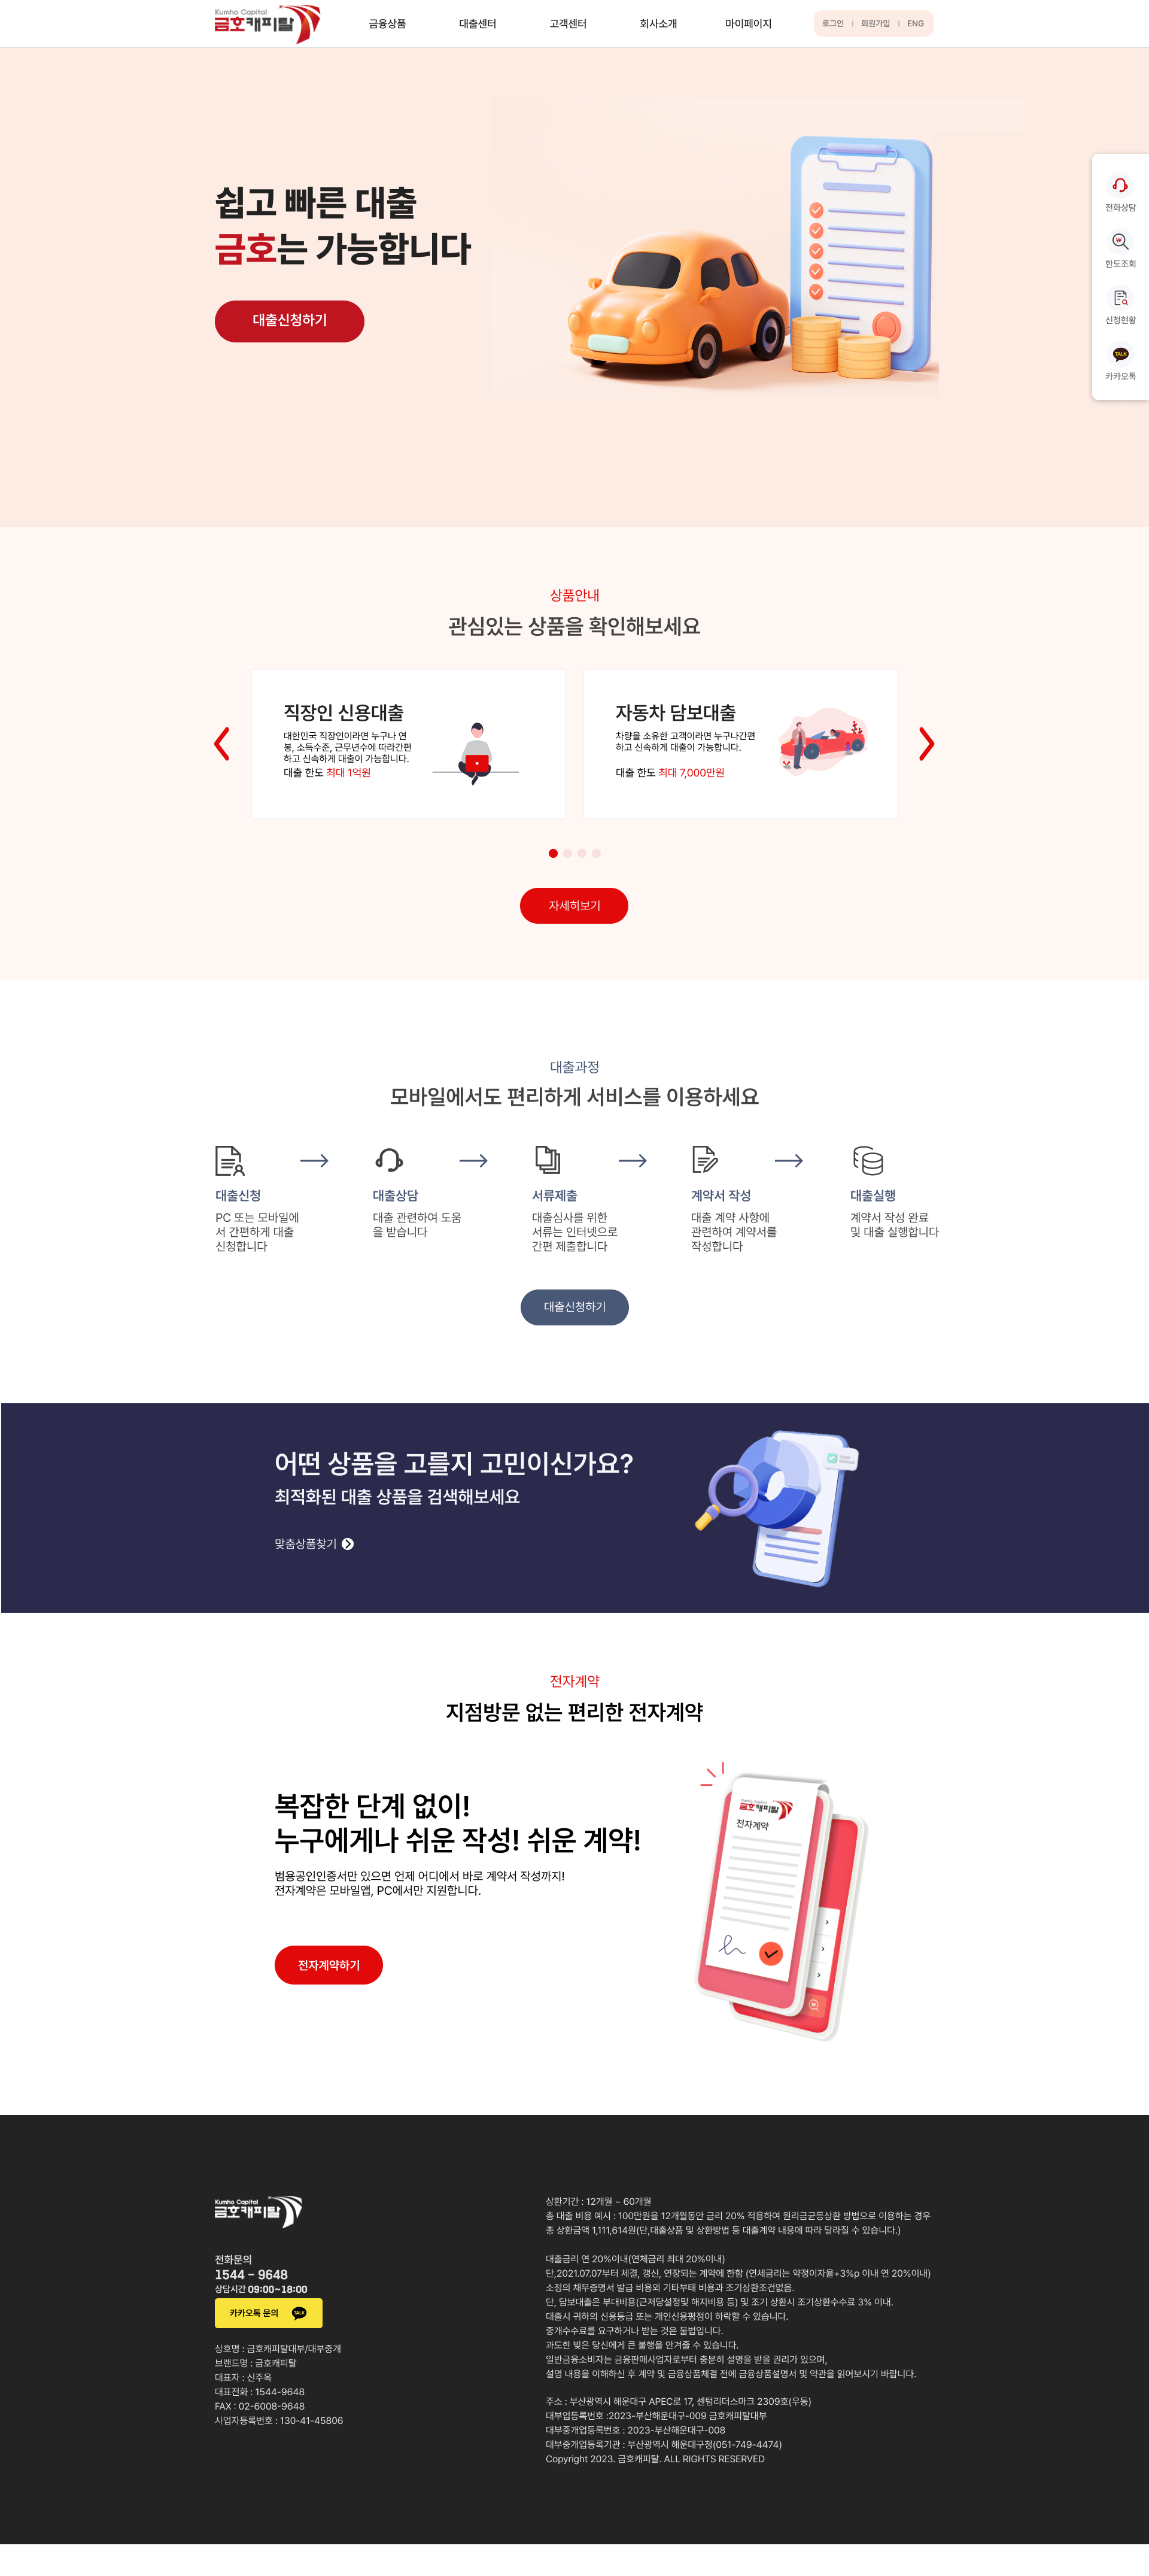 Kumho Capital
금호캐피탈
금융상품
대출센터
고객센터
회사소개
마이페이지
로그인 | 회원가입 | ENG
쉽고 빠른 대출
금호는 가능합니다
대출신청하기
전화상담
한도조회
신청현황
TALK
카카오톡
상품안내
관심있는 상품을 확인해보세요
직장인 신용대출
대한민국 직장인이라면 누구나 연
봉, 소득수준, 근무년수에 따라간편
하고 신속하게 대출이 가능합니다.
대출 한도 최대 1억원
자동차 담보대출
차량을 소유한 고객이라면 누구나간편
하고 신속하게 대출이 가능합니다.
대출 한도 최대 7,000만원
자세히보기
대출과정
모바일에서도 편리하게 서비스를 이용하세요
대출신청
PC 또는 모바일에
서 간편하게 대출
신청합니다
대출상담
대출 관련하여 도움
을 받습니다
서류제출
대출심사를 위한
서류는 인터넷으로
간편 제출합니다
계약서 작성
대출 계약 사항에
관련하여 계약서를
작성합니다
대출실행
계약서 작성 완료
및 대출 실행합니다
대출신청하기
어떤 상품을 고를지 고민이신가요?
최적화된 대출 상품을 검색해보세요
맞춤상품찾기
전자계약
지점방문 없는 편리한 전자계약
복잡한 단계 없이!
누구에게나 쉬운 작성! 쉬운 계약!
범용공인인증서만 있으면 언제 어디에서 바로 계약서 작성까지!
전자계약은 모바일앱, PC에서만 지원합니다.
전자계약하기
Kumho Capital
금호캐피탈
전자계약
Kumho Capital
금호캐피탈
전화문의
1544 - 9648
상담시간 09:00~18:00
카카오톡 문의 TALK
상호명 : 금호캐피탈대부/대부중개
브랜드명 : 금호캐피탈
대표자 : 신주옥
대표전화 : 1544-9648
FAX : 02-6008-9648
사업자등록번호 : 130-41-45806
상환기간 : 12개월 ~ 60개월
총 대출 비용 예시 : 100만원을 12개월동안 금리 20% 적용하여 원리금균등상환 방법으로 이용하는 경우
총 상환금액 1,111,614원(단,대출상품 및 상환방법 등 대출계약 내용에 따라 달라질 수 있습니다.)
대출금리 연 20%이내(연체금리 최대 20%이내)
단,2021.07.07부터 체결, 갱신, 연장되는 계약에 한함 (연체금리는 약정이자율+3%p 이내 연 20%이내)
소정의 채무증명서 발급 비용외 기타부태 비용과 조기상환조건없음.
단, 담보대출은 부대비용(근저당설정및 해지비용 등) 및 조기 상환시 조기상환수수료 3% 이내.
대출시 귀하의 신용등급 또는 개인신용평점이 하락할 수 있습니다.
중개수수료를 요구하거나 받는 것은 불법입니다.
과도한 빚은 당신에게 큰 불행을 안겨줄 수 있습니다.
일반금융소비자는 금융판매사업자로부터 충분히 설명을 받을 권리가 있으며,
설명 내용을 이해하신 후 계약 및 금융상품체결 전에 금융상품설명서 및 약관을 읽어보시기 바랍니다.
주소 : 부산광역시 해운대구 APEC로 17, 센텀리더스마크 2309호(우동)
대부업등록번호 :2023-부산해운대구-009 금호캐피탈대부
대부중개업등록번호 : 2023-부산해운대구-008
대부중개업등록기관 : 부산광역시 해운대구청(051-749-4474)
Copyright 2023. 금호캐피탈. ALL RIGHTS RESERVED